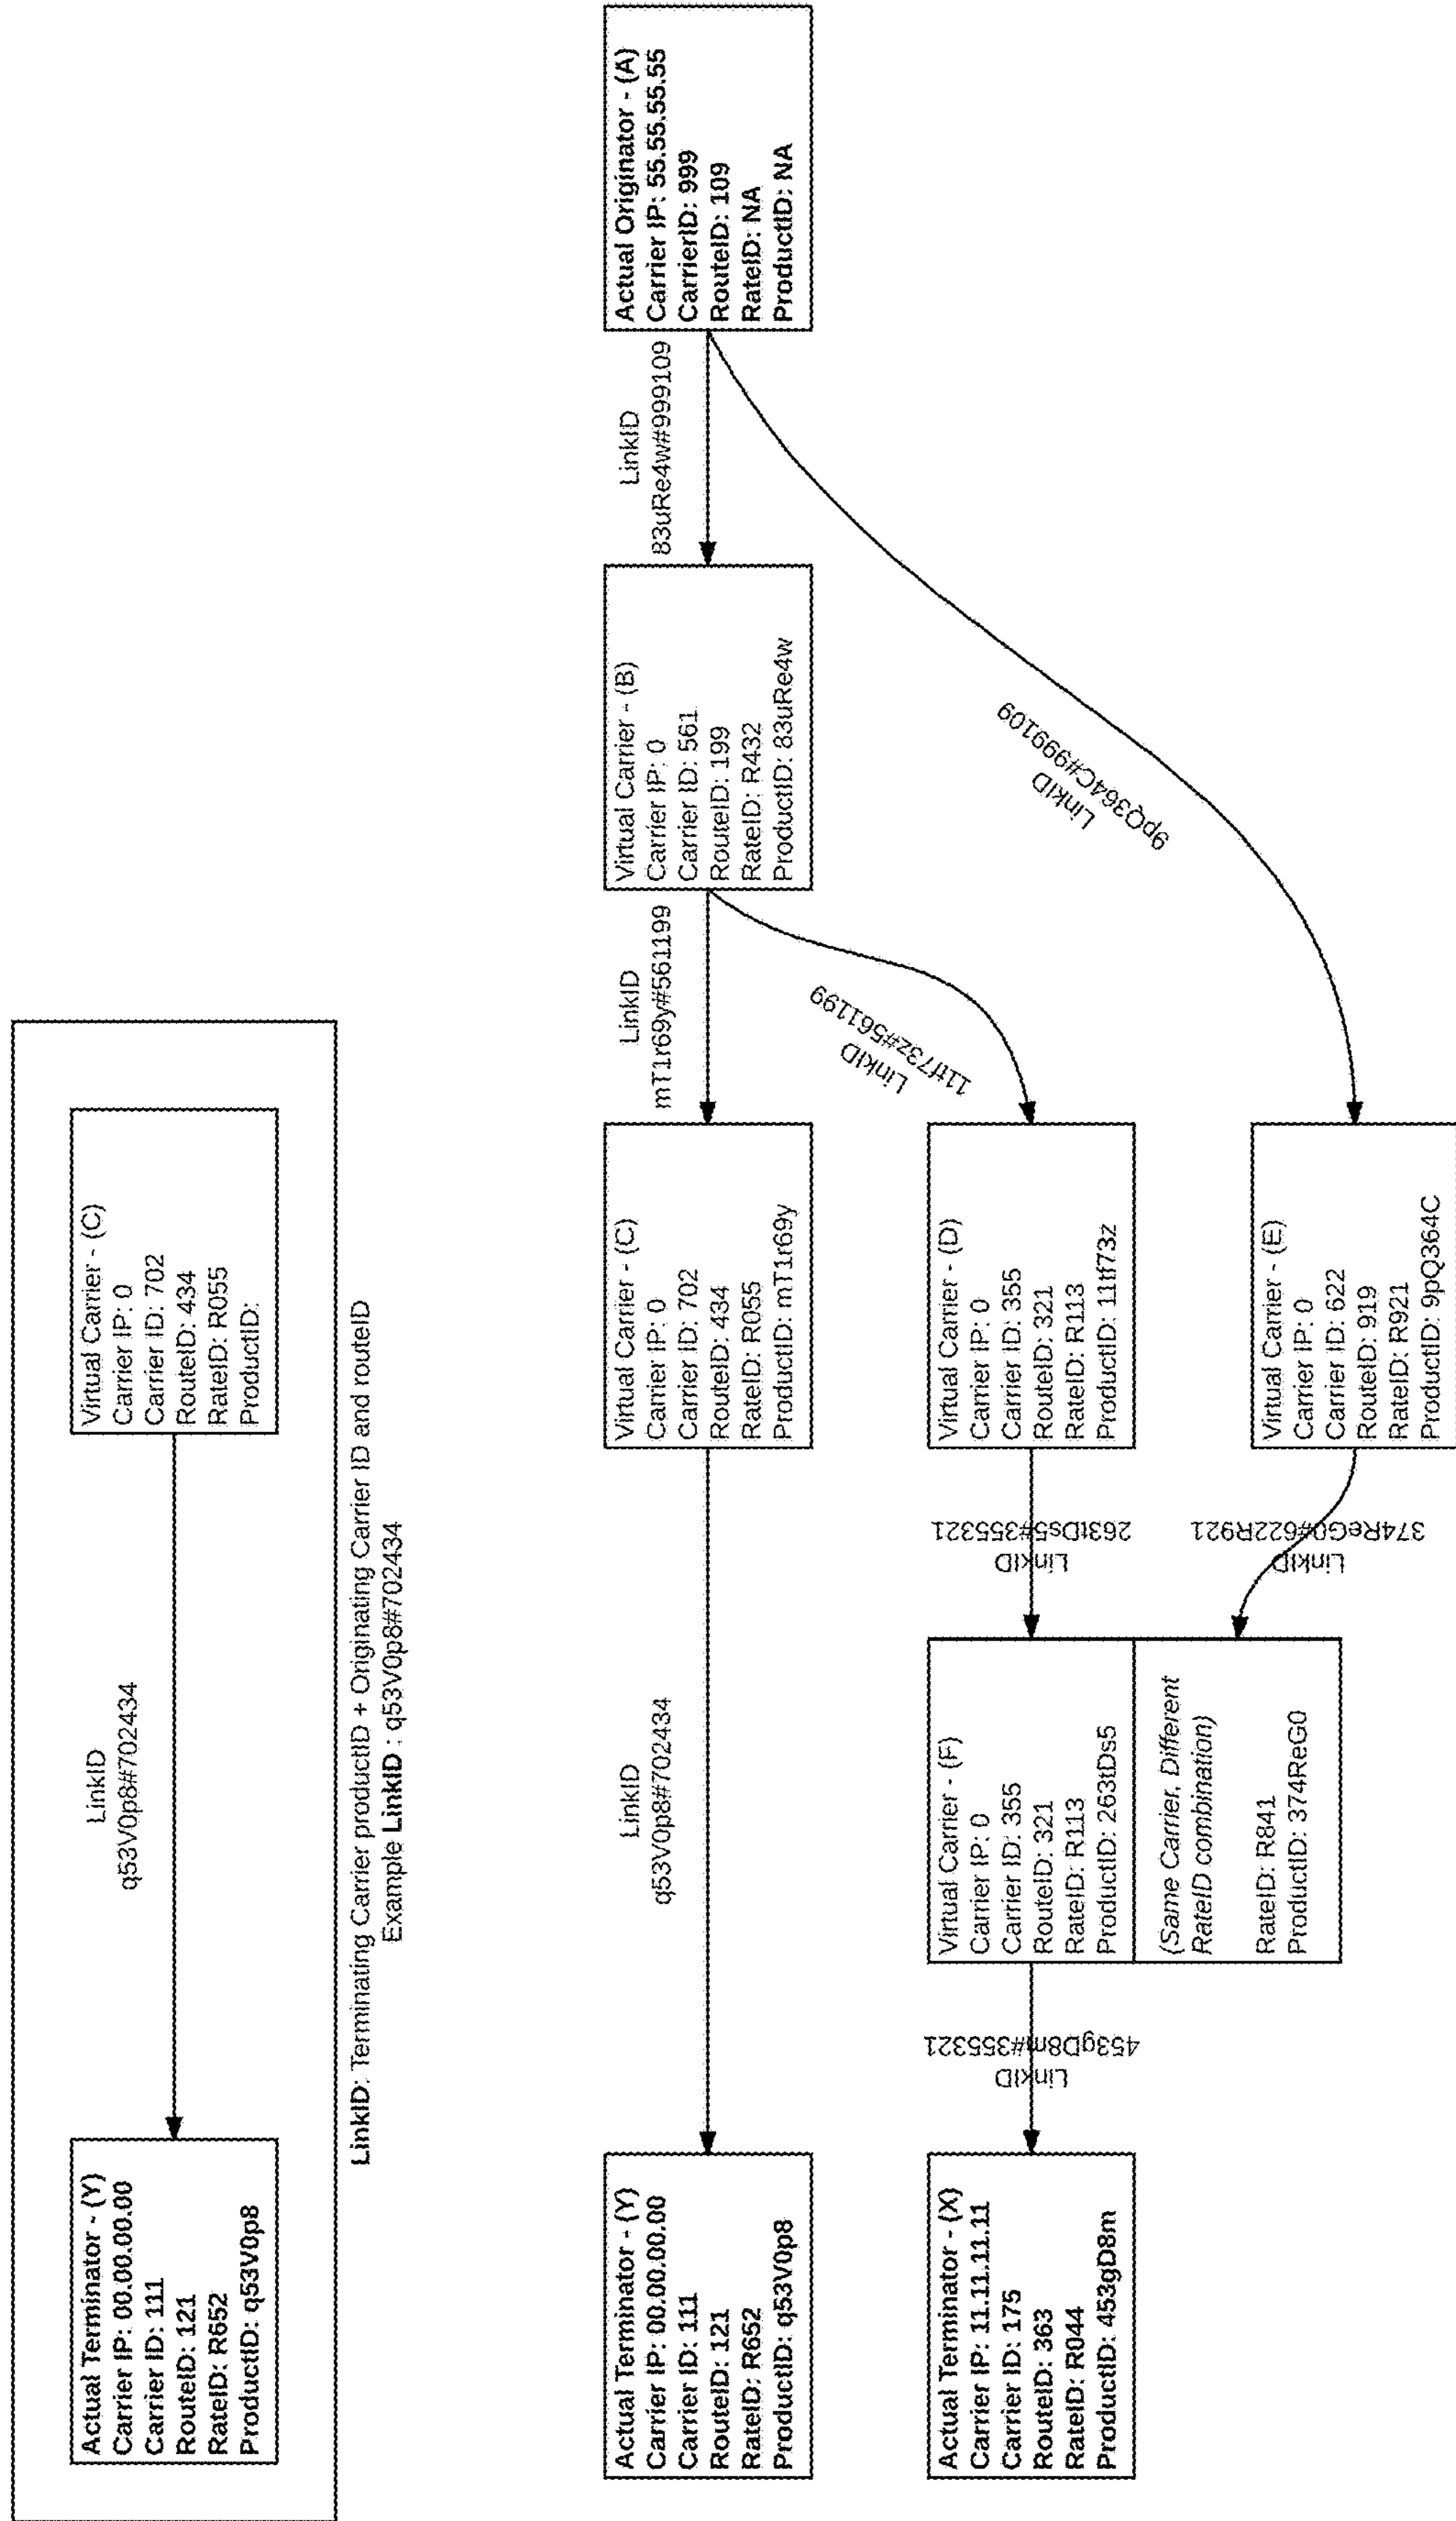 Actual Terminator - (Y)
Carrier IP: 00.00.00.00
Carrier ID: 111
RouteID: 121
RateID: R652
ProductID: q53V0p8
LinkID
q53V0p8#702434
Virtual Carrier - (C)
Carrier IP: 0
Carrier ID: 702
RouteID: 434
RateID: R055
ProductID:
LinkID: Terminating Carrier productID + Originating Carrier ID and routeID
Example LinkID : q53V0p8#702434
Actual Terminator - (Y)
Carrier IP: 00.00.00.00
Carrier ID: 111
RouteID: 121
RateID: R652
ProductID: q53V0p8
LinkID
q53V0p8#702434
Virtual Carrier - (C)
Carrier IP: 0
Carrier ID: 702
RouteID: 434
RateID: R055
ProductID: mT1r69y
LinkID
mT1r69y#561199
Virtual Carrier - (B)
Carrier IP: 0
Carrier ID: 561
RouteID: 199
RateID: R432
ProductID: 83uRe4w
LinkID
83uRe4w#999109
Actual Originator - (A)
Carrier IP: 55.55.55.55
CarrierID: 999
RouteID: 109
RateID: NA
ProductID: NA
Actual Terminator - (X)
Carrier IP: 11.11.11.11
Carrier ID: 175
RouteID: 363
RateID: R044
ProductID: 453gD8m
LinkID
453gD8m#355321
Virtual Carrier - (F)
Carrier IP: 0
Carrier ID: 355
RouteID: 321
RateID: R113
ProductID: 263tDs5
(Same Carrier, Different
RateID combination)
RateID: R841
ProductID: 374ReG0
LinkID
263tDs5#355321
LinkID
374ReG0#622R921
Virtual Carrier - (D)
Carrier IP: 0
Carrier ID: 355
RouteID: 321
RateID: R113
ProductID: 11tf73z
LinkID
11tf73z#561199
Virtual Carrier - (E)
Carrier IP: 0
Carrier ID: 622
RouteID: 919
RateID: R921
ProductID: 9pQ364C
LinkID
9pQ364C#999109